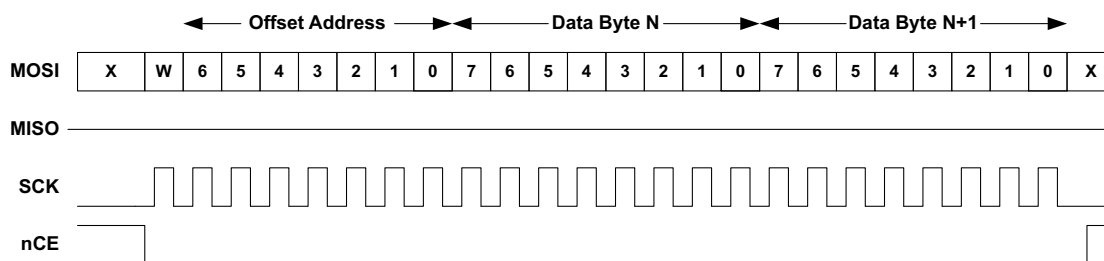 Offset Address Data Byte N Data Byte N+1
MOSI X W 6 5 4 3 2 1 0 7 6 5 4 3 2 1 0 7 6 5 4 3 2 1 0 X
MISO
SCK
nCE